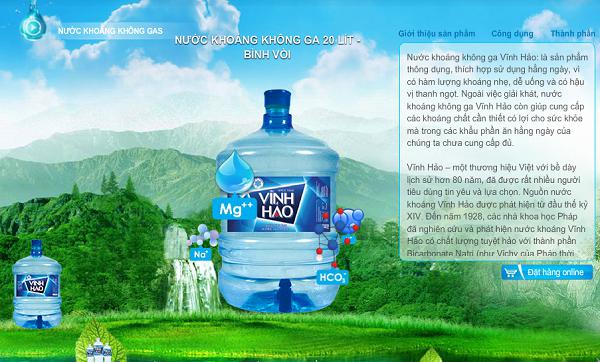 NƯỚC KHOÁNG KHÔNG GAS
NƯỚC KHOÁNG KHÔNG GA 20 LÍT -
BÌNH VÒI
Giới thiệu sản phẩm Công dụng Thành phần
Nước khoáng không ga Vĩnh Hảo: là sản phẩm
thông dụng, thích hợp sử dụng hằng ngày, vì
có hàm lượng khoáng nhẹ, dễ uống và có hậu
vị thanh ngọt. Ngoài việc giải khát, nước
khoáng không ga Vĩnh Hảo còn giúp cung cấp
các khoáng chất cần thiết có lợi cho sức khỏe
mà trong các khẩu phần ăn hằng ngày của
chúng ta chưa cung cấp đủ.
Vĩnh Hảo – một thương hiệu Việt với bề dày
lịch sử hơn 80 năm, đã được rất nhiều người
tiêu dùng tin yêu và lựa chọn. Nguồn nước
khoáng Vĩnh Hảo được phát hiện từ đầu thế kỷ
XIV. Đến năm 1928, các nhà khoa học Pháp
đã nghiên cứu và phát hiện nước khoáng Vĩnh
Hảo có chất lượng tuyệt hảo với thành phần
Bicarbonate Natri (như Vichy của Pháp thời
Đặt hàng online
Mg++
VĨNH
HẢO
Na+
HCO3-
VĨNH
HẢO